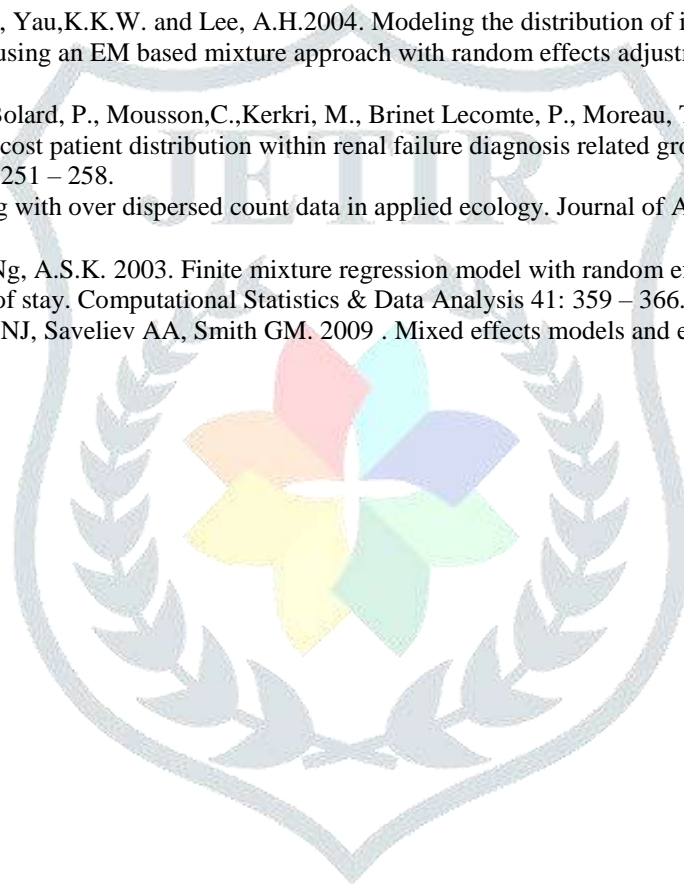 , Yau,K.K.W. and Lee, A.H.2004. Modeling the distribution of i
using an EM based mixture approach with random effects adjust
Bolard, P., Mousson,C.,Kerkri, M., Brinet Lecomte, P., Moreau,
cost patient distribution within renal failure diagnosis related gro
251 – 258.
g with over dispersed count data in applied ecology. Journal of A
Ng, A.S.K. 2003. Finite mixture regression model with random e
of stay. Computational Statistics & Data Analysis 41: 359 – 366.
NJ, Saveliev AA, Smith GM. 2009 . Mixed effects models and e
JETIR